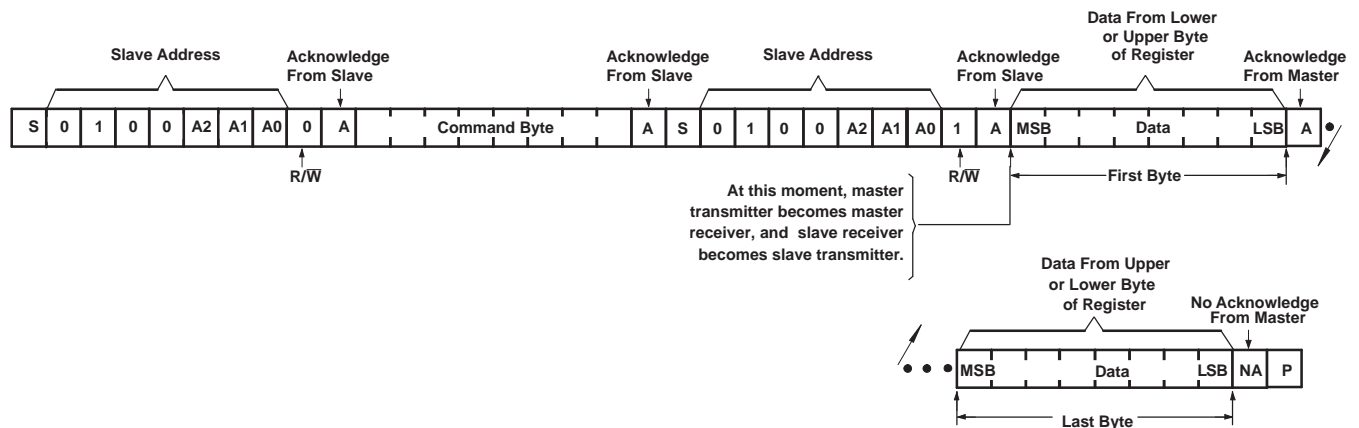 Data From Lower
or Upper Byte
of Register
Slave Address
Acknowledge
From Slave
Acknowledge
From Slave
Slave Address
Acknowledge
From Slave
Acknowledge
From Master
S 0 1 0 0 A2 A1 A0 0 A Command Byte A S 0 1 0 0 A2 A1 A0 1 A MSB Data LSB A
R/W̅
R/W̅
First Byte
At this moment, master
transmitter becomes master
receiver, and slave receiver
becomes slave transmitter.
Data From Upper
or Lower Byte
of Register
No Acknowledge
From Master
MSB Data LSB NA P
Last Byte